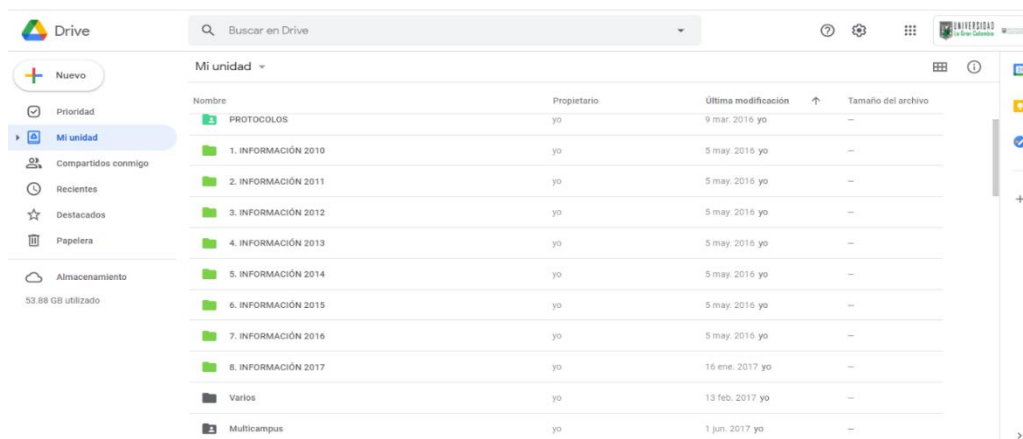 Drive
Buscar en Drive
UNIVERSIDAD
La Gran Colombia
Nuevo
Prioridad
Mi unidad
Compartidos conmigo
Recientes
Destacados
Papelera
Almacenamiento
53.88 GB utilizado
Mi unidad
Nombre Propietario Última modificación Tamaño del archivo
PROTOCOLOS yo 9 mar. 2016 yo —
1. INFORMACIÓN 2010 yo 5 may. 2016 yo —
2. INFORMACIÓN 2011 yo 5 may. 2016 yo —
3. INFORMACIÓN 2012 yo 5 may. 2016 yo —
4. INFORMACIÓN 2013 yo 5 may. 2016 yo —
5. INFORMACIÓN 2014 yo 5 may. 2016 yo —
6. INFORMACIÓN 2015 yo 5 may. 2016 yo —
7. INFORMACIÓN 2016 yo 5 may. 2016 yo —
8. INFORMACIÓN 2017 yo 16 ene. 2017 yo —
Varios yo 13 feb. 2017 yo —
Multicampus yo 1 jun. 2017 yo —